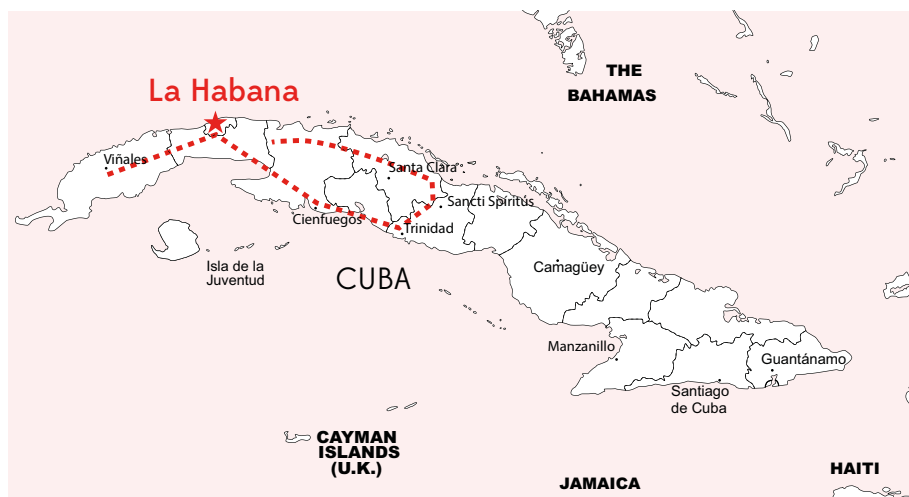 THE
BAHAMAS
La Habana
Viñales
Santa Clara
Sancti Spíritus
Cienfuegos
Trinidad
Isla de la
Juventud
CUBA
Camagüey
Manzanillo
Guantánamo
Santiago
de Cuba
CAYMAN
ISLANDS
(U.K.)
JAMAICA
HAITI